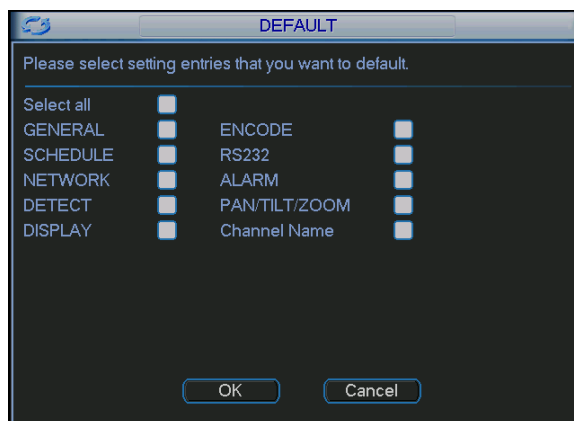 DEFAULT
Please select setting entries that you want to default.
Select all
GENERAL ENCODE
SCHEDULE RS232
NETWORK ALARM
DETECT PAN/TILT/ZOOM
DISPLAY Channel Name
OK Cancel